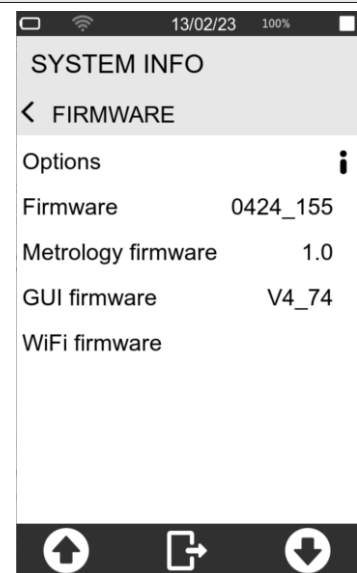 13/02/23 100%
SYSTEM INFO
FIRMWARE
Options
Firmware 0424_155
Metrology firmware 1.0
GUI firmware V4_74
WiFi firmware